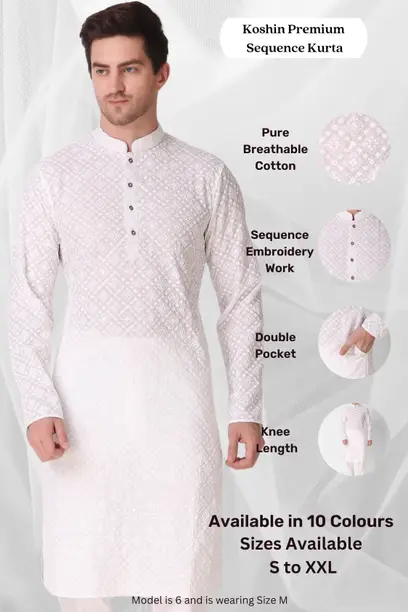 Koshin Premium
Sequence Kurta
Pure
Breathable
Cotton
Sequence
Embroidery
Work
Double
Pocket
Knee
Length
Available in 10 Colours
Sizes Available
S to XXL
Model is 6 and is wearing Size M